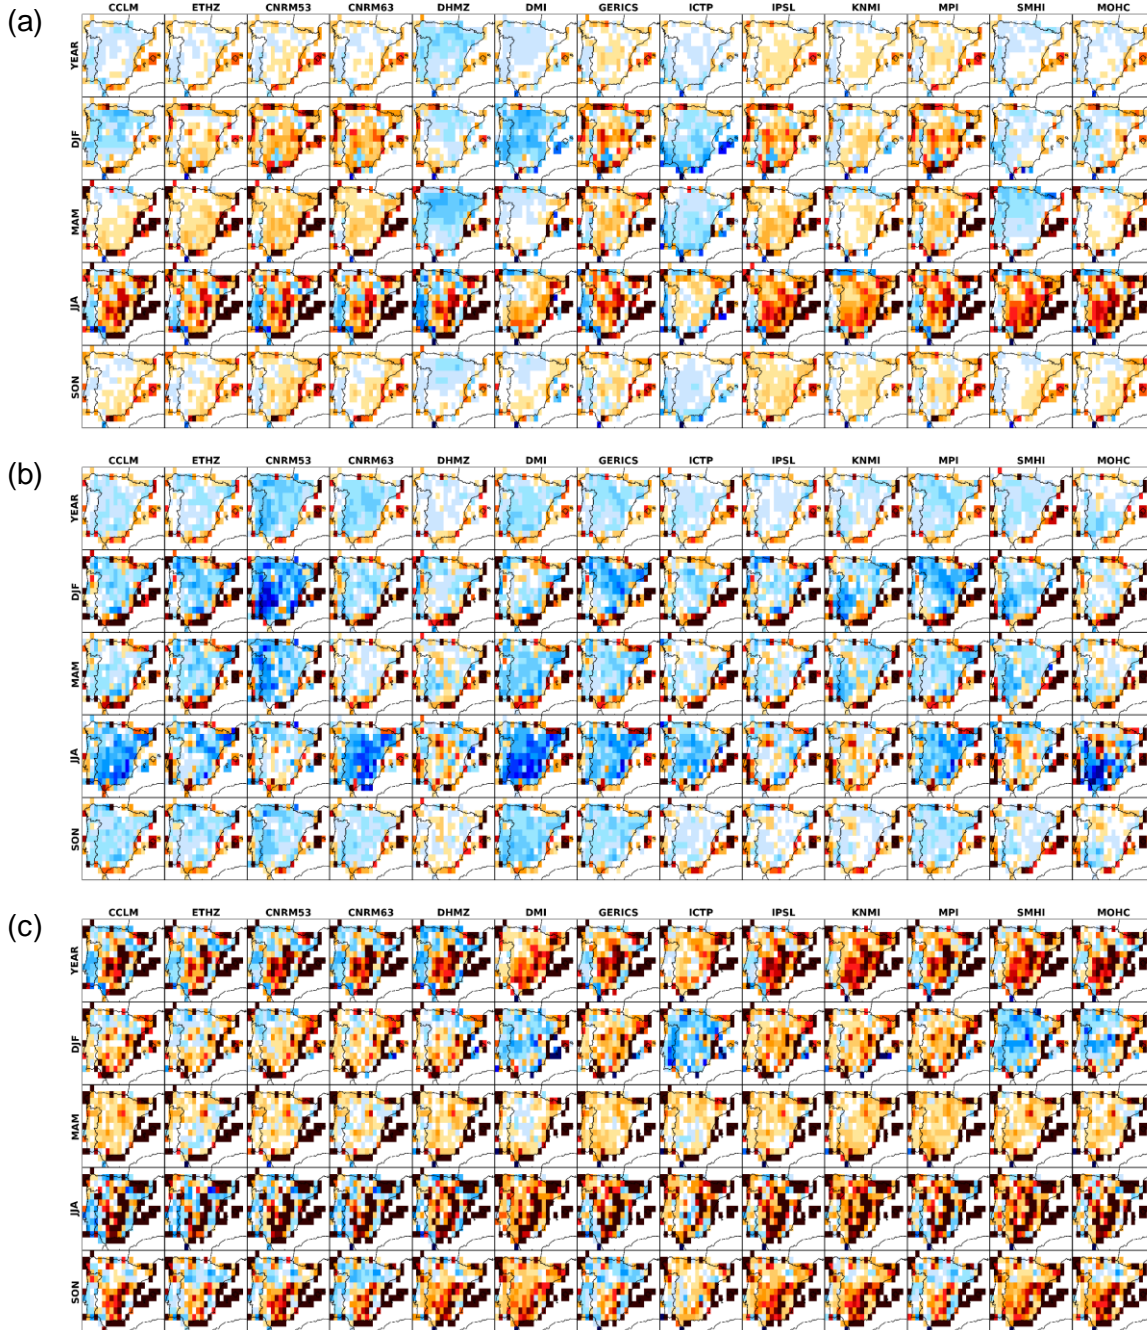 (a)
CCLM ETHZ CNRM53 CNRM63 DHMZ DMI GERICS ICTP IPSL KNMI MPI SMHI MOHC
YEAR
DJF
MAM
JJA
SON
(b)
CCLM ETHZ CNRM53 CNRM63 DHMZ DMI GERICS ICTP IPSL KNMI MPI SMHI MOHC
YEAR
DJF
MAM
JJA
SON
(c)
CCLM ETHZ CNRM53 CNRM63 DHMZ DMI GERICS ICTP IPSL KNMI MPI SMHI MOHC
YEAR
DJF
MAM
JJA
SON